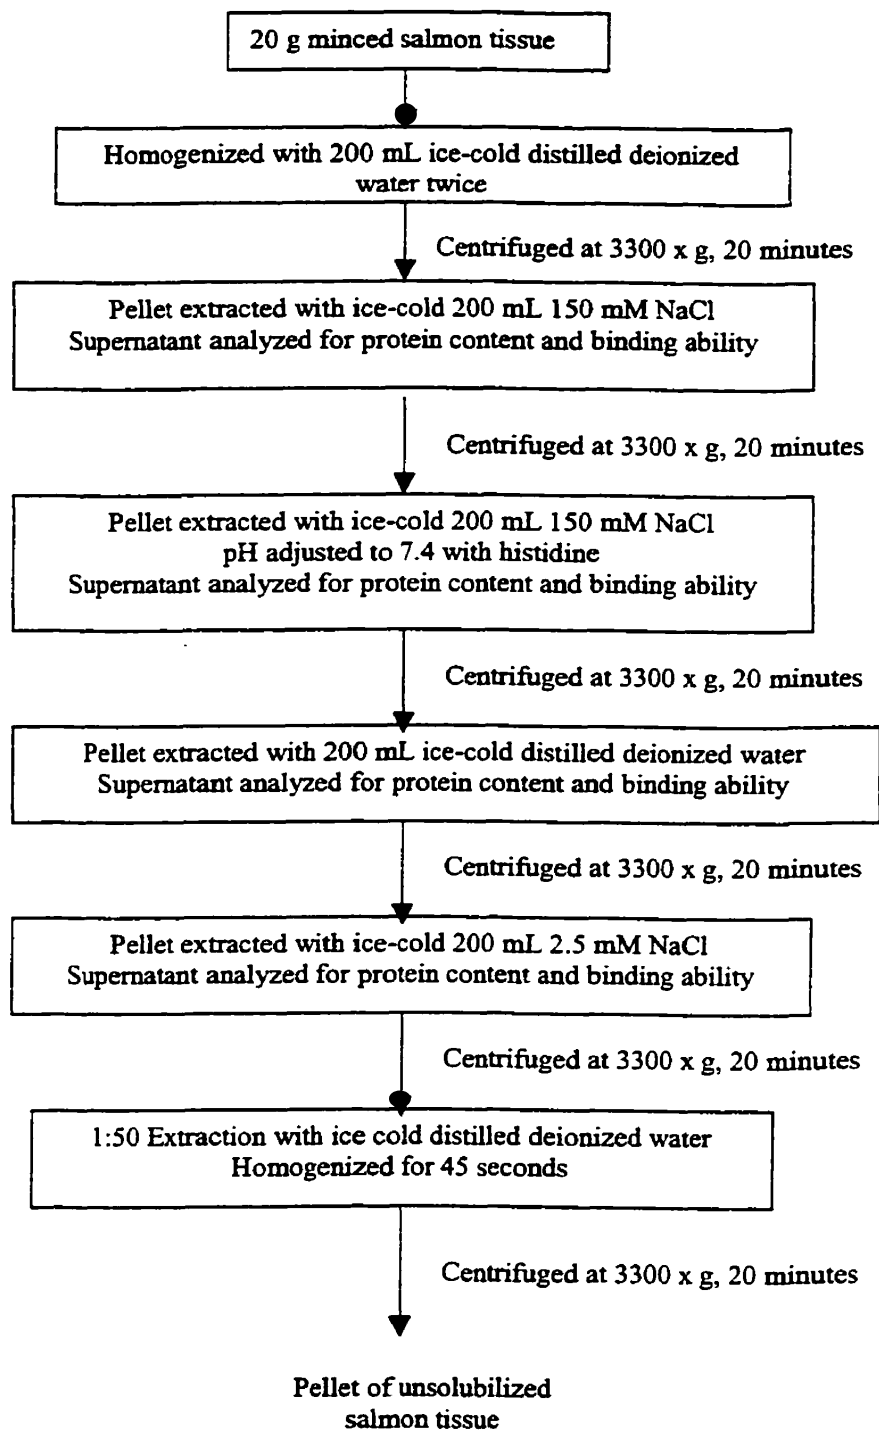 20 g minced salmon tissue
Homogenized with 200 mL ice-cold distilled deionized
water twice
Centrifuged at 3300 x g, 20 minutes
Pellet extracted with ice-cold 200 mL 150 mM NaCl
Supernatant analyzed for protein content and binding ability
Centrifuged at 3300 x g, 20 minutes
Pellet extracted with ice-cold 200 mL 150 mM NaCl
pH adjusted to 7.4 with histidine
Supernatant analyzed for protein content and binding ability
Centrifuged at 3300 x g, 20 minutes
Pellet extracted with 200 mL ice-cold distilled deionized water
Supernatant analyzed for protein content and binding ability
Centrifuged at 3300 x g, 20 minutes
Pellet extracted with ice-cold 200 mL 2.5 mM NaCl
Supernatant analyzed for protein content and binding ability
Centrifuged at 3300 x g, 20 minutes
1:50 Extraction with ice cold distilled deionized water
Homogenized for 45 seconds
Centrifuged at 3300 x g, 20 minutes
Pellet of unsolubilized
salmon tissue